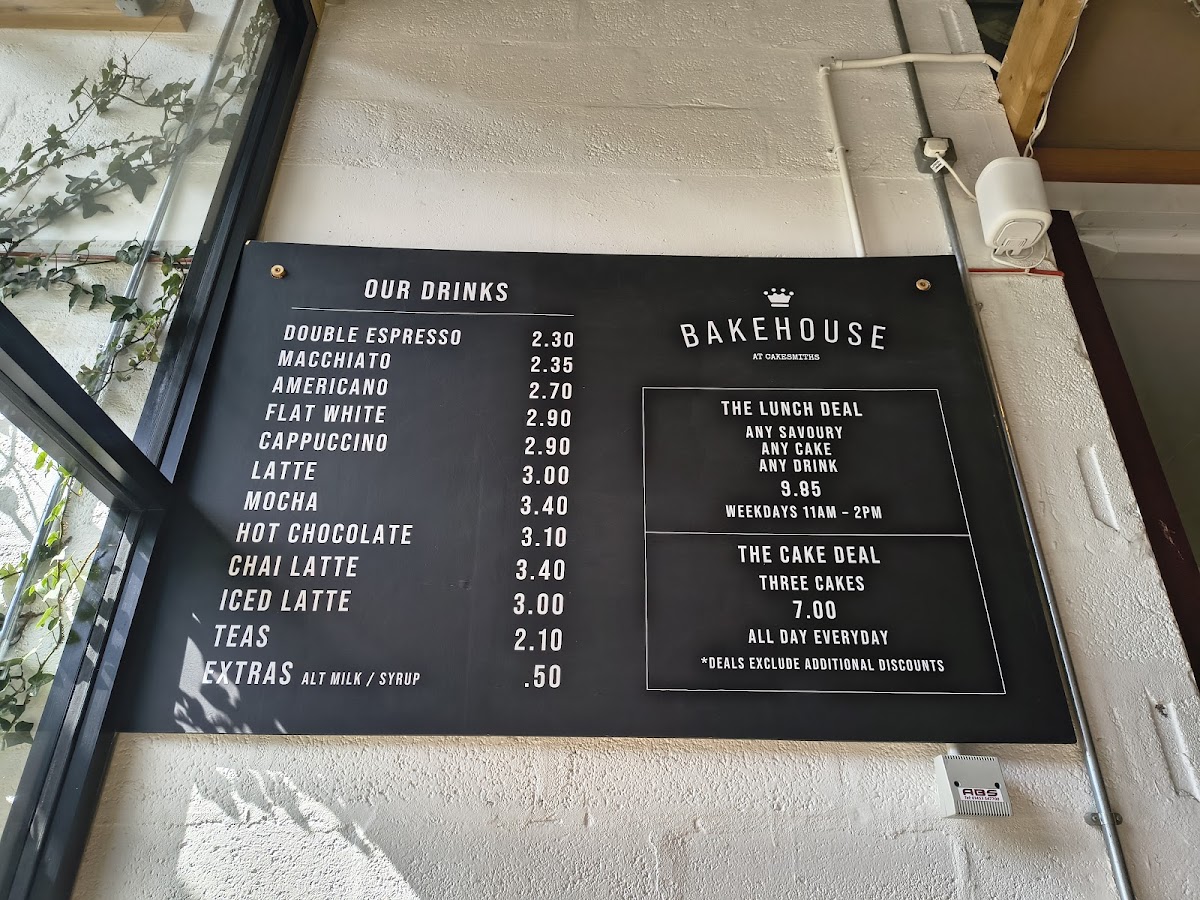 OUR DRINKS
DOUBLE ESPRESSO 2.30
MACCHIATO 2.35
AMERICANO 2.70
FLAT WHITE 2.90
CAPPUCCINO 2.90
LATTE 3.00
MOCHA 3.40
HOT CHOCOLATE 3.10
CHAI LATTE 3.40
ICED LATTE 3.00
TEAS 2.10
EXTRAS ALT MILK / SYRUP .50
BAKEHOUSE
AT CAKESMITHS
THE LUNCH DEAL
ANY SAVOURY
ANY CAKE
ANY DRINK
9.85
WEEKDAYS 11AM – 2PM
THE CAKE DEAL
THREE CAKES
7.00
ALL DAY EVERYDAY
*DEALS EXCLUDE ADDITIONAL DISCOUNTS
ABS